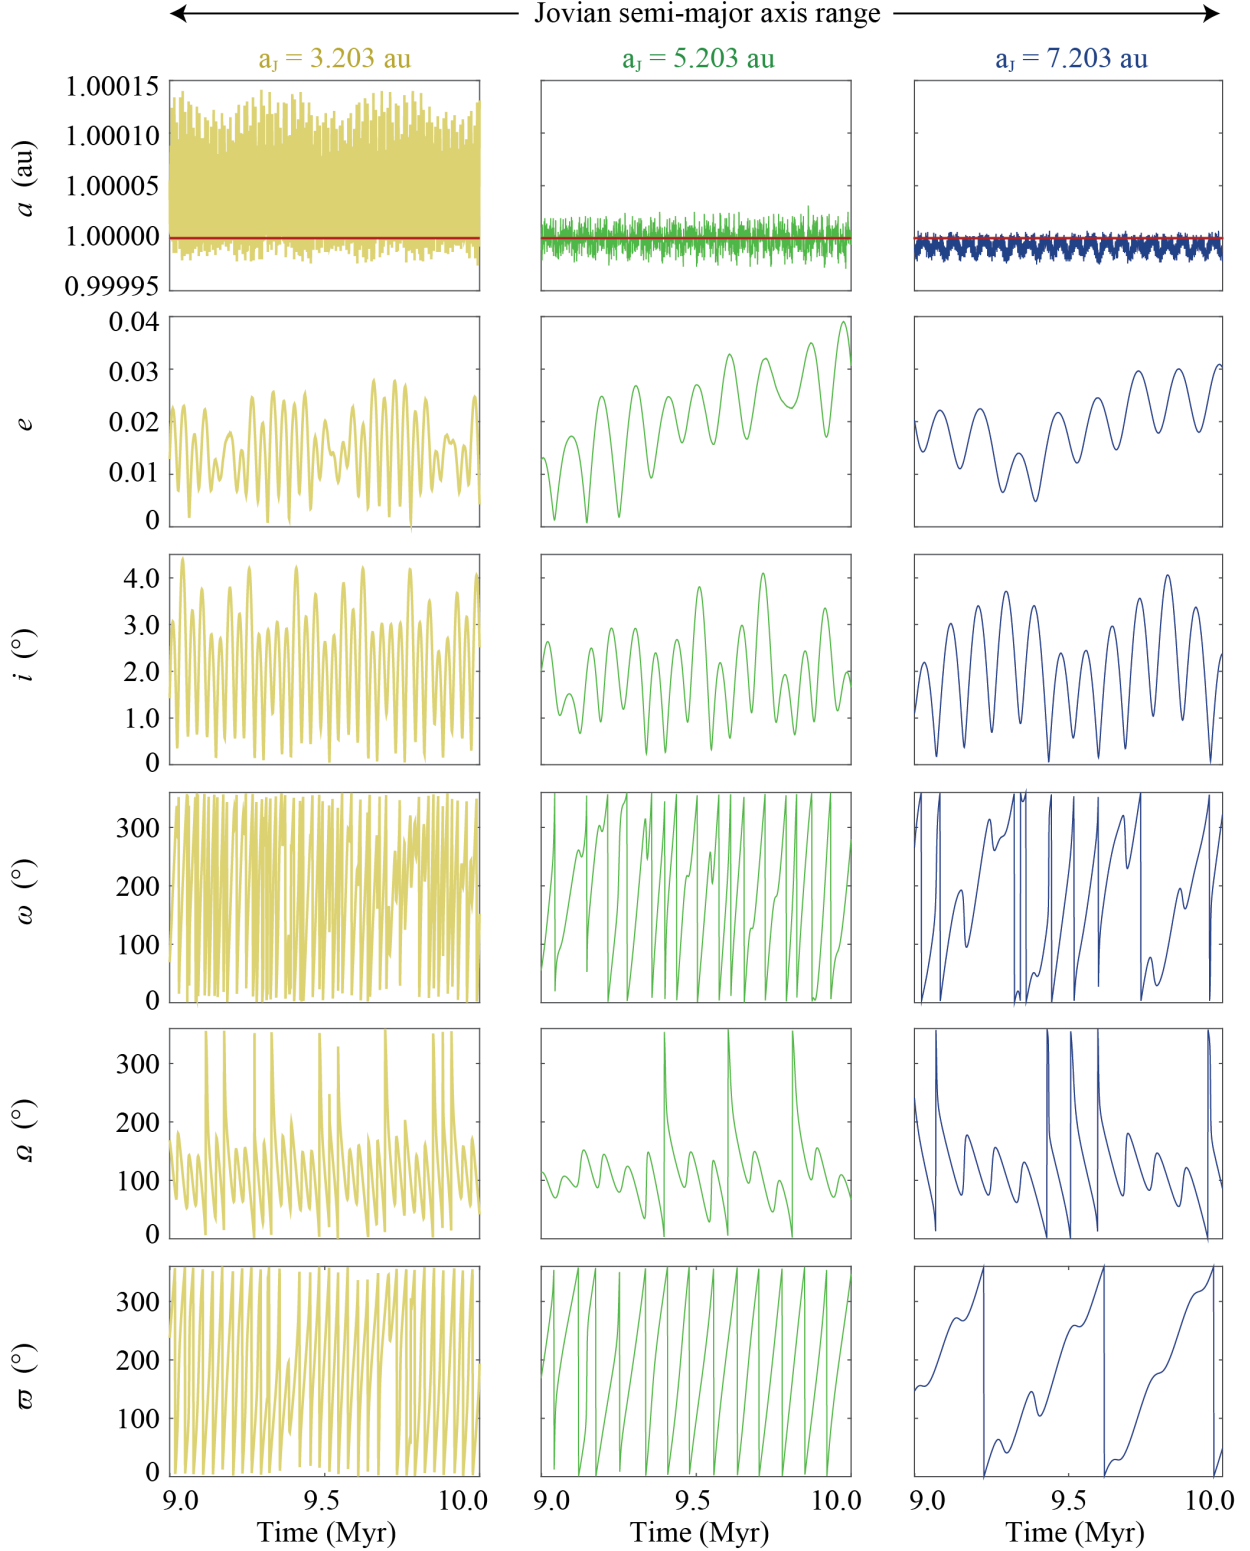 Jovian semi-major axis range
a_J = 3.203 au
a_J = 5.203 au
a_J = 7.203 au
a (au)
1.00015
1.00010
1.00005
1.00000
0.99995
e
0.04
0.03
0.02
0.01
0
i (°)
4.0
3.0
2.0
1.0
0
ω (°)
300
200
100
0
Ω (°)
300
200
100
0
ϖ (°)
300
200
100
0
9.0 9.5 10.0
9.0 9.5 10.0
9.0 9.5 10.0
Time (Myr)
Time (Myr)
Time (Myr)